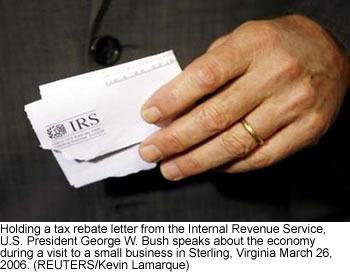 IRS
Holding a tax rebate letter from the Internal Revenue Service,
U.S. President George W. Bush speaks about the economy
during a visit to a small business in Sterling, Virginia March 26,
2006. (REUTERS/Kevin Lamarque)